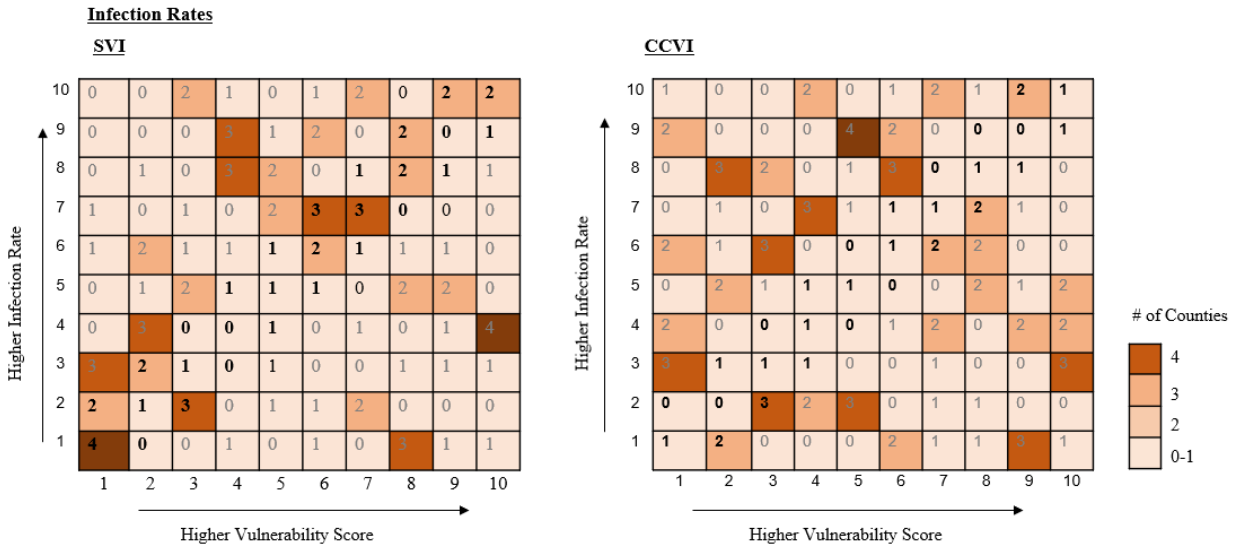 Infection Rates
SVI
CCVI
10 0 0 2 1 0 1 2 0 2 2
9 0 0 0 3 1 2 0 2 0 1
8 0 1 0 3 2 0 1 2 1 1
7 1 0 1 0 2 3 3 0 0 0
6 1 2 1 1 1 2 1 1 1 0
5 0 1 2 1 1 1 0 2 2 0
4 0 3 0 0 1 0 1 0 1 4
3 3 2 1 0 1 0 0 1 1 1
2 2 1 3 0 1 1 2 0 0 0
1 4 0 0 1 0 1 0 3 1 1
1 2 3 4 5 6 7 8 9 10
Higher Infection Rate
Higher Vulnerability Score
10 1 0 0 2 0 1 2 1 2 1
9 2 0 0 0 4 2 0 0 0 1
8 0 3 2 0 1 3 0 1 1 0
7 0 1 0 3 1 1 1 2 1 0
6 2 1 3 0 0 1 2 2 0 0
5 0 2 1 1 1 0 0 2 1 2
4 2 0 0 1 0 1 2 0 2 2
3 3 1 1 1 0 0 1 0 0 3
2 0 0 3 2 3 0 1 1 0 0
1 1 2 0 0 0 2 1 1 3 1
1 2 3 4 5 6 7 8 9 10
Higher Infection Rate
Higher Vulnerability Score
# of Counties
4
3
2
0-1